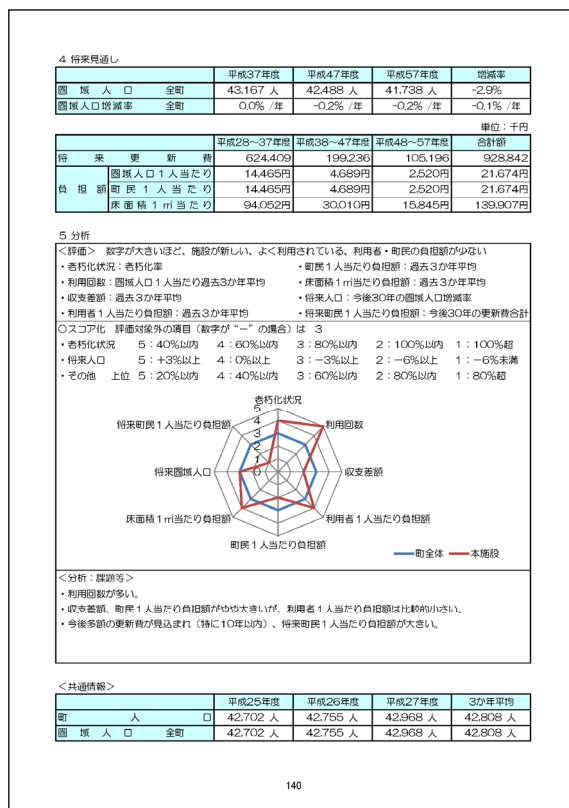 4 将来見通し
平成37年度 平成47年度 平成57年度 増減率
圏域人口 全町 43,167 人 42,488 人 41,738 人 -2.9%
圏域人口増減率 全町 0.0% /年 -0.2% /年 -0.2% /年 -0.1% /年
単位：千円
平成28～37年度 平成38～47年度 平成48～57年度 合計額
将来更新費 624,409 199,236 105,196 928,842
負担額 圏域人口1人当たり 14,465円 4,689円 2,520円 21,674円
町民1人当たり 14,465円 4,689円 2,520円 21,674円
床面積1㎡当たり 94,052円 30,010円 15,845円 139,907円
5 分析
＜評価＞ 数字が大きいほど、施設が新しい、よく利用されている、利用者・町民の負担額が少ない
・老朽化状況：老朽化率 ・町民1人当たり負担額：過去3か年平均
・利用回数：圏域人口1人当たり過去3か年平均 ・床面積1㎡当たり負担額：過去3か年平均
・収支差額：過去3か年平均 ・将来人口：今後30年の圏域人口増減率
・利用者1人当たり負担額：過去3か年平均 ・将来町民1人当たり負担額：今後30年の更新費合計
○スコア化 評価対象外の項目（数字が“－”の場合）は 3
・老朽化状況 5：40%以内 4：60%以内 3：80%以内 2：100%以内 1：100%超
・将来人口 5：+3%以上 4：0%以上 3：-3%以上 2：-6%以上 1：-6%未満
・その他 上位 5：20%以内 4：40%以内 3：60%以内 2：80%以内 1：80%超
老朽化状況
5
4
3
2
1
0
将来町民1人当たり負担額
利用回数
将来圏域人口
収支差額
床面積1㎡当たり負担額
利用者1人当たり負担額
町民1人当たり負担額
町全体 本施設
＜分析：課題等＞
・利用回数が多い。
・収支差額、町民1人当たり負担額がやや大きいが、利用者1人当たり負担額は比較的小さい。
・今後多額の更新費が見込まれ（特に10年以内）、将来町民1人当たり負担額が大きい。
＜共通情報＞
平成25年度 平成26年度 平成27年度 3か年平均
町人口 42,702 人 42,755 人 42,968 人 42,808 人
圏域人口 全町 42,702 人 42,755 人 42,968 人 42,808 人
140